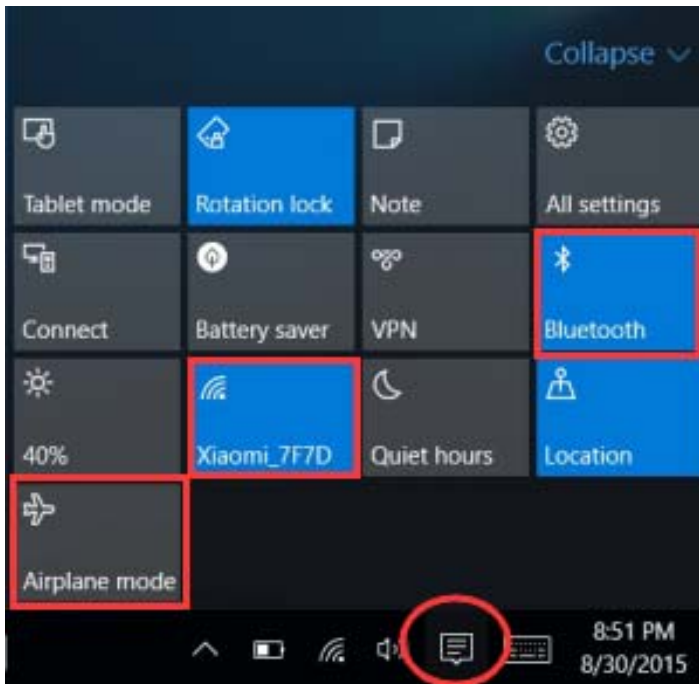 Collapse
Tablet mode Rotation lock Note All settings
Connect Battery saver VPN Bluetooth
40% Xiaomi_7F7D Quiet hours Location
Airplane mode
8:51 PM
8/30/2015